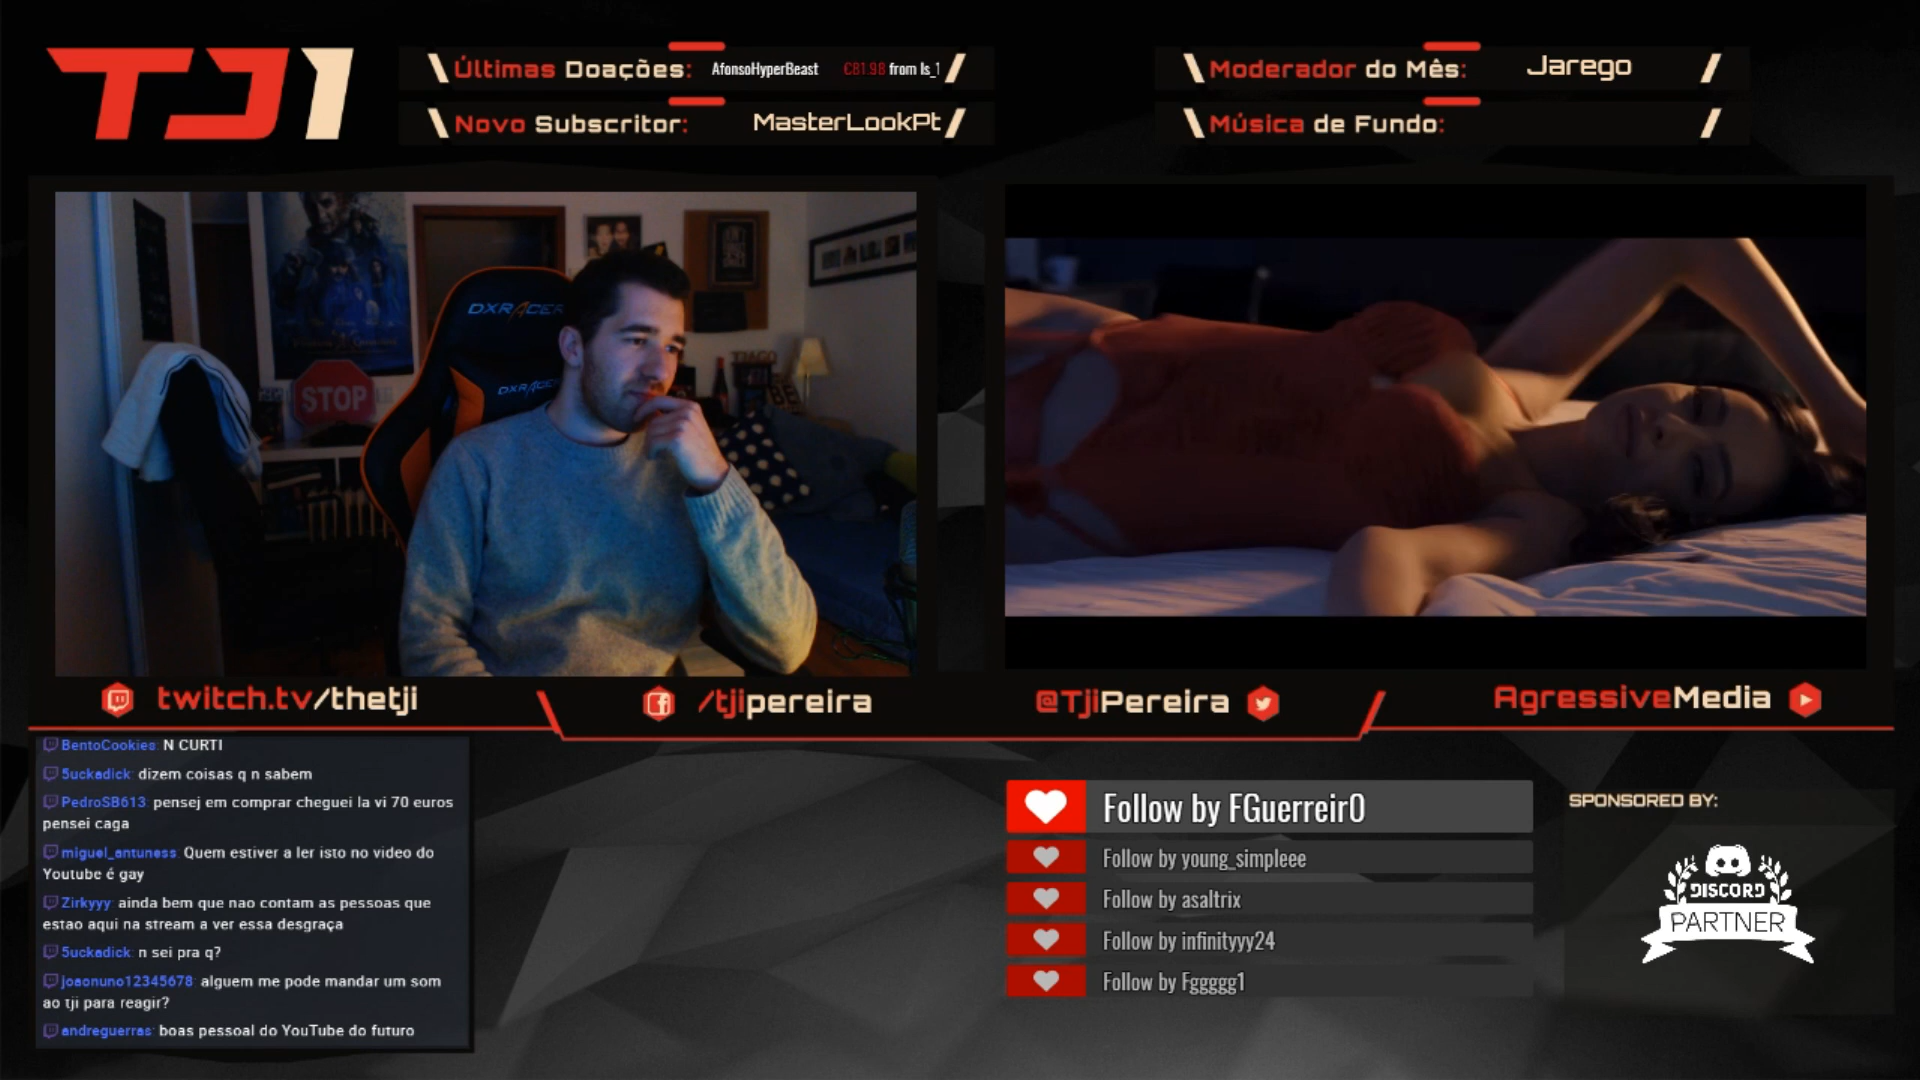 TJI
Últimas Doações: AfonsoHyperBeast €81.98 from Is_1
Novo Subscritor: MasterLookPt
Moderador do Mês: Jarego
Música de Fundo:
DXRACER
DXRACER
STOP
TIAGO
twitch.tv/thetji
/tjipereira
@TjiPereira
AgressiveMedia
BentoCookies: N CURTI
5uckadick: dizem coisas q n sabem
PedroSB613: pensej em comprar cheguei la vi 70 euros
pensei caga
miguel_antuness: Quem estiver a ler isto no video do
Youtube é gay
Zirkyyy: ainda bem que nao contam as pessoas que
estao aqui na stream a ver essa desgraça
5uckadick: n sei pra q?
joaonuno12345678: alguem me pode mandar um som
ao tji para reagir?
andreguerras: boas pessoal do YouTube do futuro
Follow by FGuerreir0
Follow by young_simpleee
Follow by asaltrix
Follow by infinityyy24
Follow by Fggggg1
SPONSORED BY:
DISCORD
PARTNER